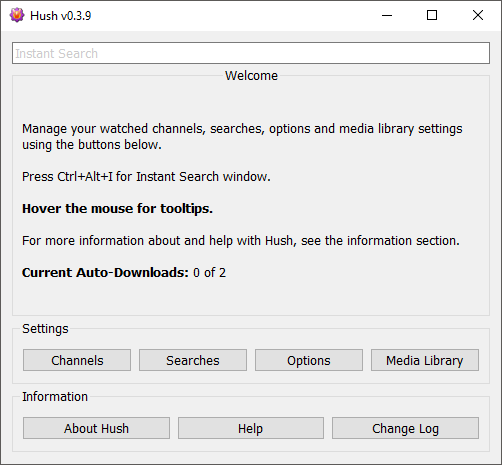 Hush v0.3.9
Instant Search
Welcome
Manage your watched channels, searches, options and media library settings
using the buttons below.
Press Ctrl+Alt+I for Instant Search window.
Hover the mouse for tooltips.
For more information about and help with Hush, see the information section.
Current Auto-Downloads: 0 of 2
Settings
Channels Searches Options Media Library
Information
About Hush Help Change Log